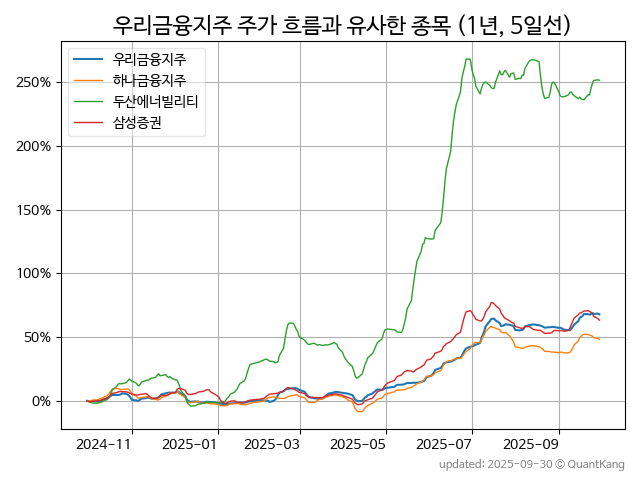 우리금융지주 주가 흐름과 유사한 종목 (1년, 5일선)
우리금융지주
하나금융지주
두산에너빌리티
삼성증권
250%
200%
150%
100%
50%
0%
2024-11 2025-01 2025-03 2025-05 2025-07 2025-09
updated: 2025-09-30 © QuantKang